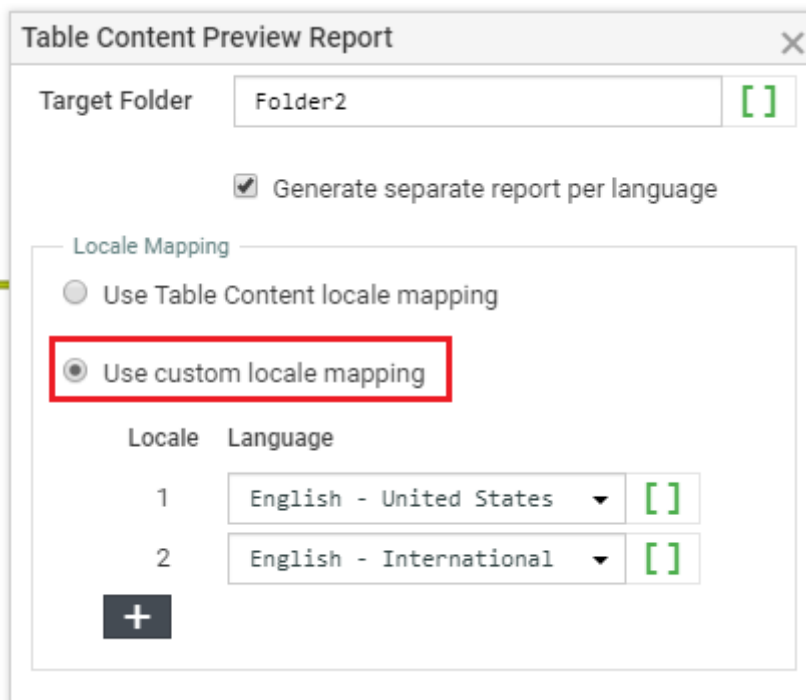 Table Content Preview Report
Target Folder Folder2 [ ]
Generate separate report per language
Locale Mapping
Use Table Content locale mapping
Use custom locale mapping
Locale Language
1 English - United States [ ]
2 English - International [ ]
+